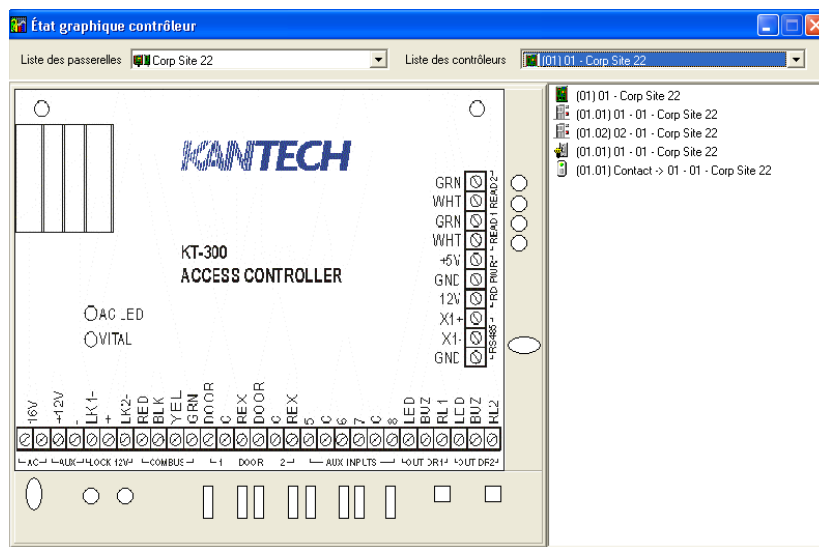 État graphique contrôleur
Liste des passerelles Corp Site 22 Liste des contrôleurs (01) 01 - Corp Site 22
(01) 01 - Corp Site 22
(01.01) 01 - 01 - Corp Site 22
(01.02) 02 - 01 - Corp Site 22
(01.01) 01 - Corp Site 22
(01.01) Contact -> 01 - 01 - Corp Site 22
KANTECH
KT-300
ACCESS CONTROLLER
AC _ED
VITAL
GRN
WHT
GRN
WHT
+5V
GND
12V
X1+
X1-
GND
READ2
READ1
RD PWR
RS485
16V +12V - LK1- + LK2- RED BLK YEL GRN DOOR C REX DOOR C REX 5 C 6 7 C 8 LED BUZ RL1 LED BUZ RL2
AC AUX LOCK 12V COMBUS 1 DOOR 2 AUX INPUTS OUT DR1 OUT DR2